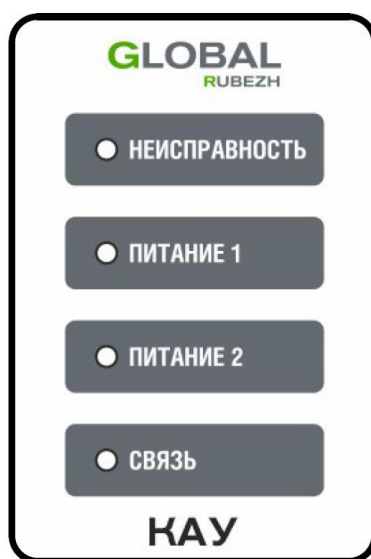 GLOBAL
RUBEZH
НЕИСПРАВНОСТЬ
ПИТАНИЕ 1
ПИТАНИЕ 2
СВЯЗЬ
КАУ